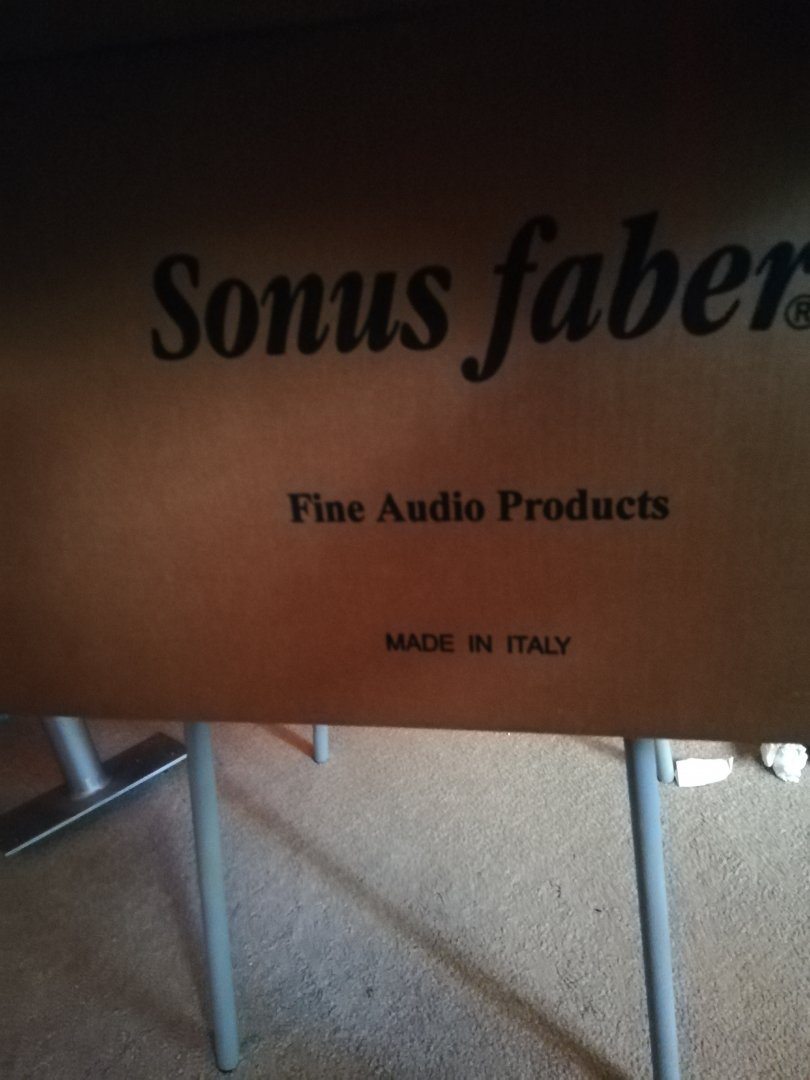 Sonus faber®
Fine Audio Products
MADE IN ITALY